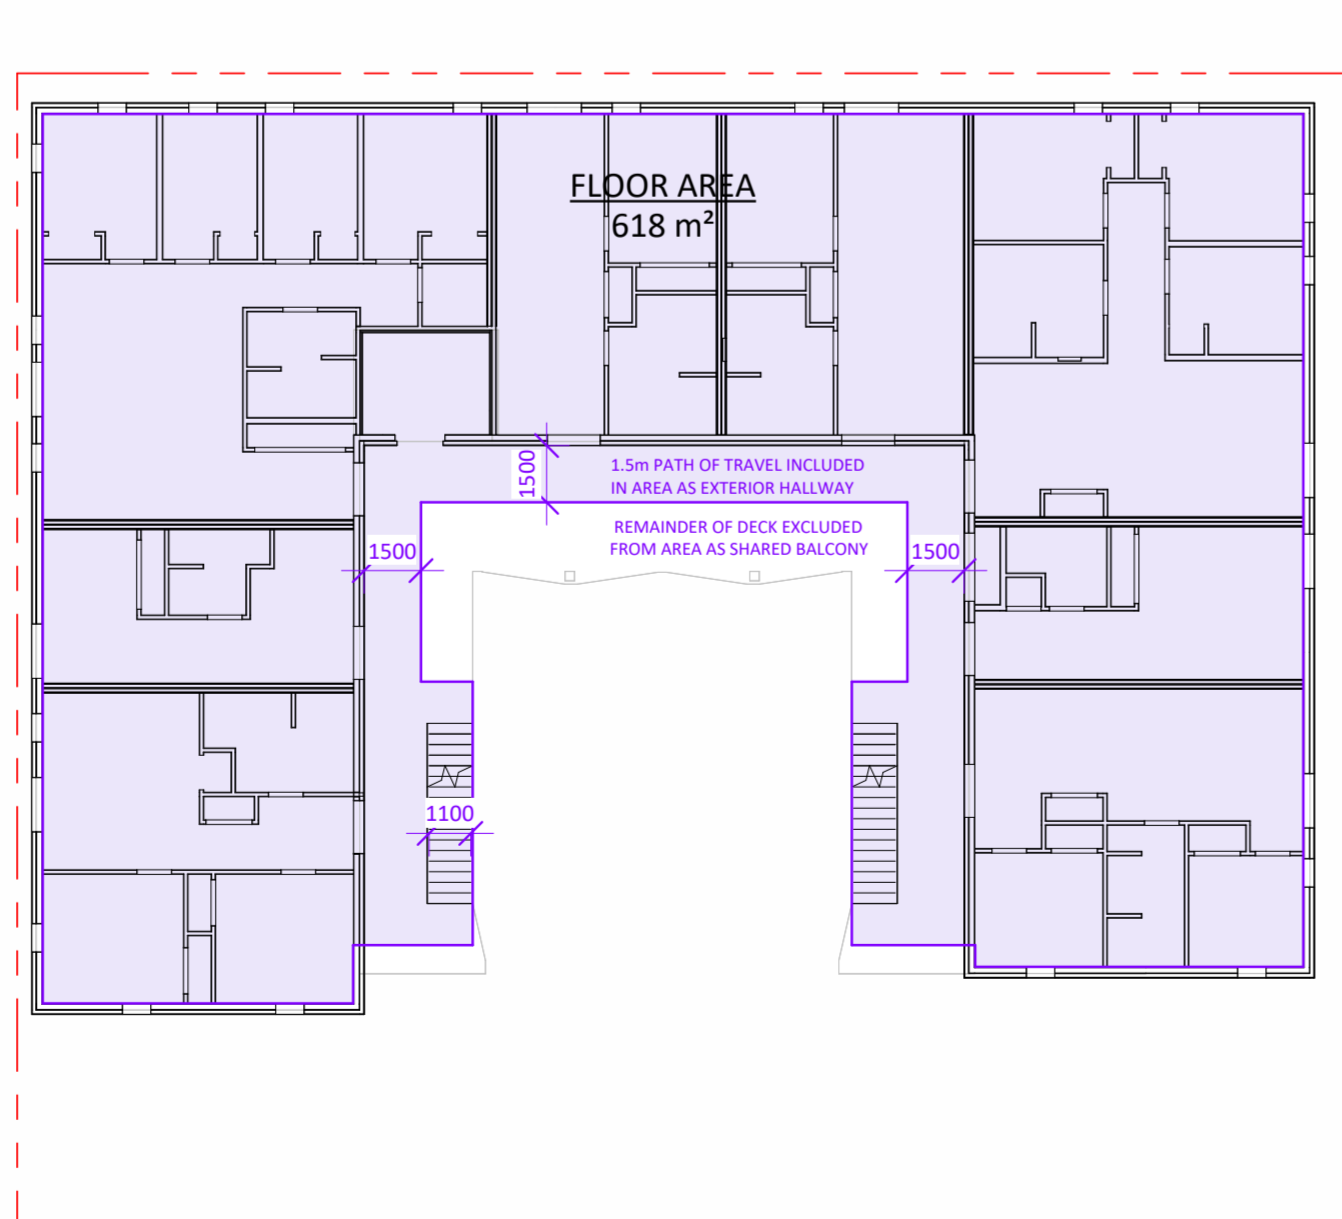 FLOOR AREA
618 m²
1500
1.5m PATH OF TRAVEL INCLUDED
IN AREA AS EXTERIOR HALLWAY
REMAINDER OF DECK EXCLUDED
FROM AREA AS SHARED BALCONY
1500
1500
1100